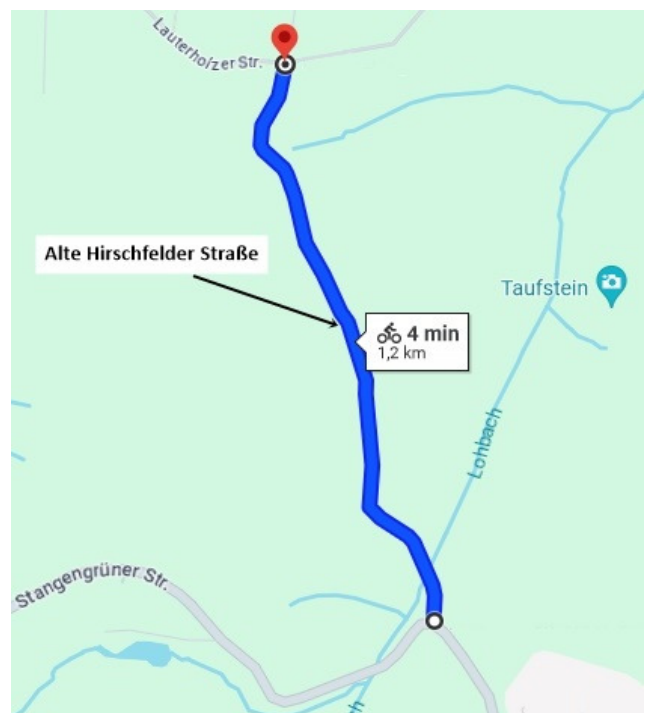 Lauterholzer Str.
Alte Hirschfelder Straße
Taufstein
4 min
1,2 km
Lohbach
Stangengrüner Str.